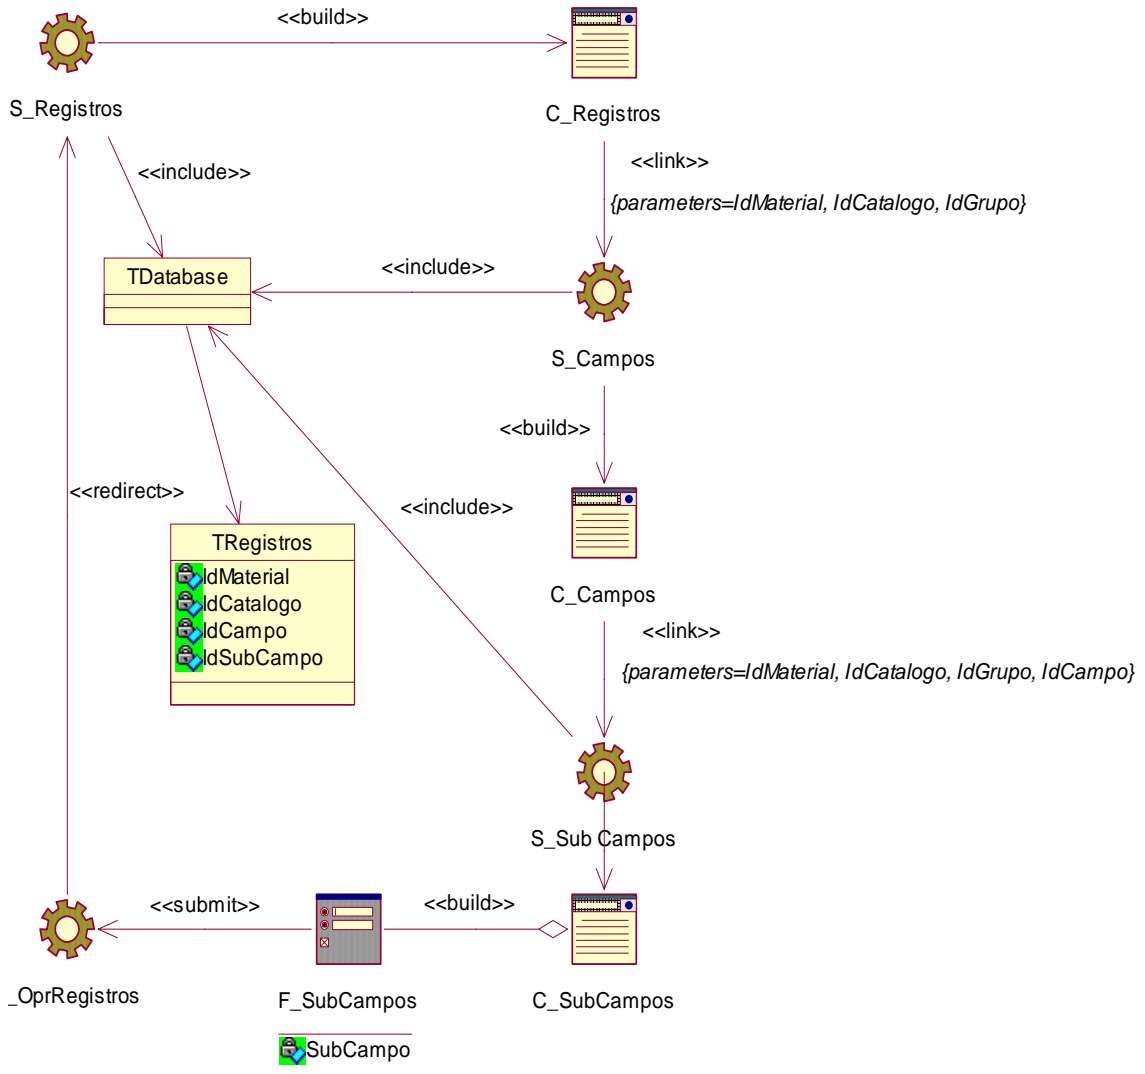 <<build>>
S_Registros
C_Registros
<<include>>
<<link>>
{parameters=IdMaterial, IdCatalogo, IdGrupo}
TDatabase
<<include>>
S_Campos
<<build>>
<<redirect>>
<<include>>
TRegistros
IdMaterial
IdCatalogo
IdCampo
IdSubCampo
C_Campos
<<link>>
{parameters=IdMaterial, IdCatalogo, IdGrupo, IdCampo}
S_Sub Campos
<<submit>>
<<build>>
_OprRegistros
F_SubCampos
C_SubCampos
SubCampo